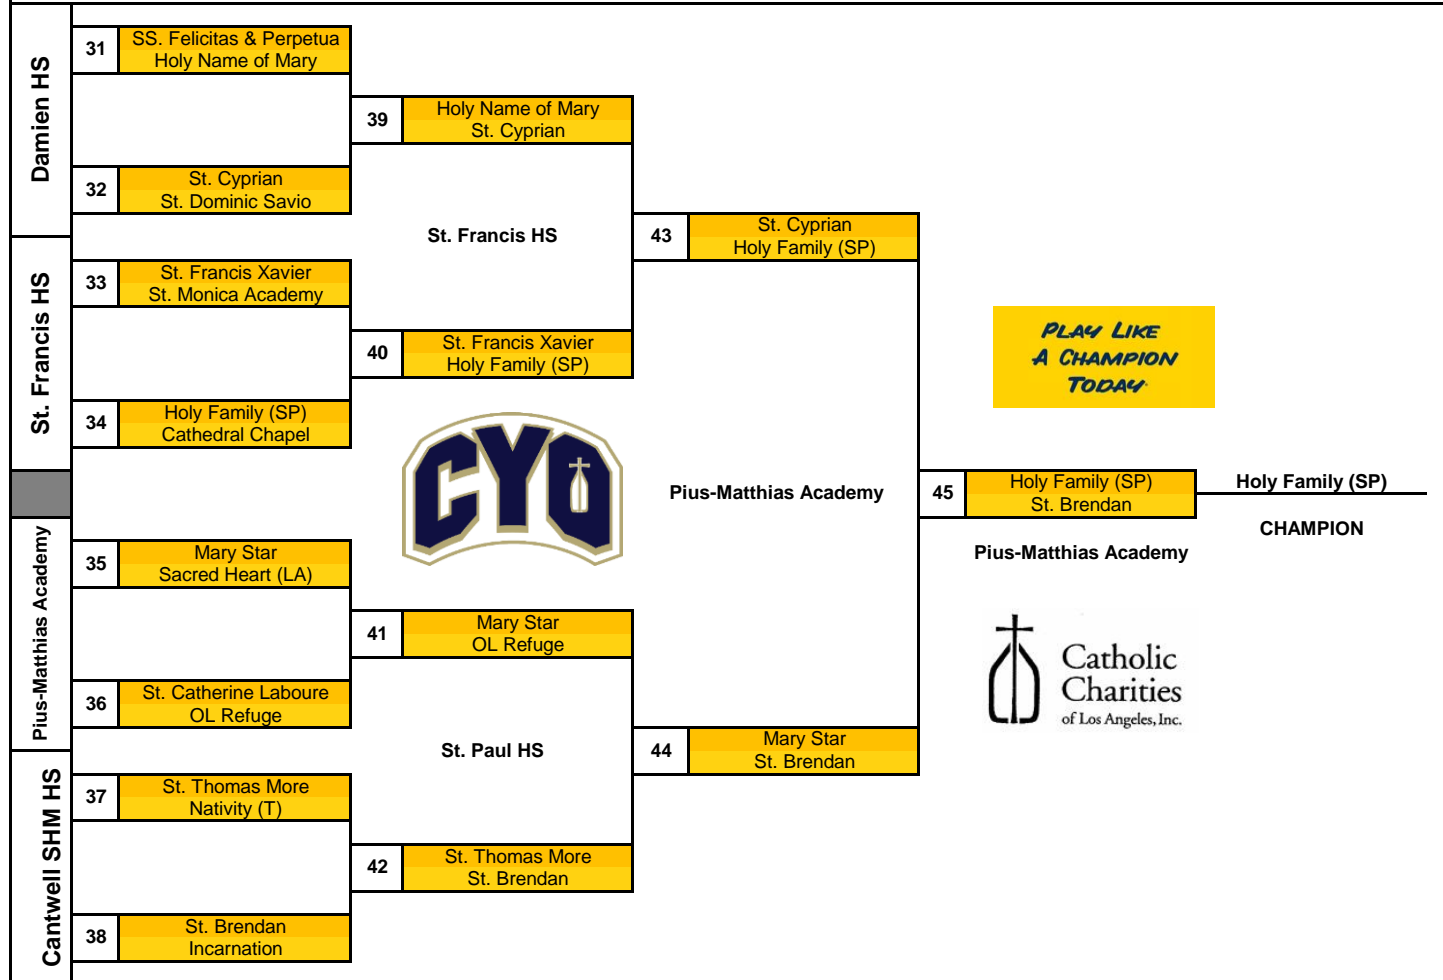 Damien HS
31
SS. Felicitas & Perpetua
Holy Name of Mary
39
Holy Name of Mary
St. Cyprian
32
St. Cyprian
St. Dominic Savio
St. Francis HS
43
St. Cyprian
Holy Family (SP)
St. Francis HS
33
St. Francis Xavier
St. Monica Academy
40
St. Francis Xavier
Holy Family (SP)
PLAY LIKE
A CHAMPION
TODAY
34
Holy Family (SP)
Cathedral Chapel
CYO
Pius-Matthias Academy
45
Holy Family (SP)
St. Brendan
Holy Family (SP)
CHAMPION
Pius-Matthias Academy
Pius-Matthias Academy
35
Mary Star
Sacred Heart (LA)
41
Mary Star
OL Refuge
Catholic
Charities
of Los Angeles, Inc.
36
St. Catherine Laboure
OL Refuge
St. Paul HS
44
Mary Star
St. Brendan
Cantwell SHM HS
37
St. Thomas More
Nativity (T)
42
St. Thomas More
St. Brendan
38
St. Brendan
Incarnation